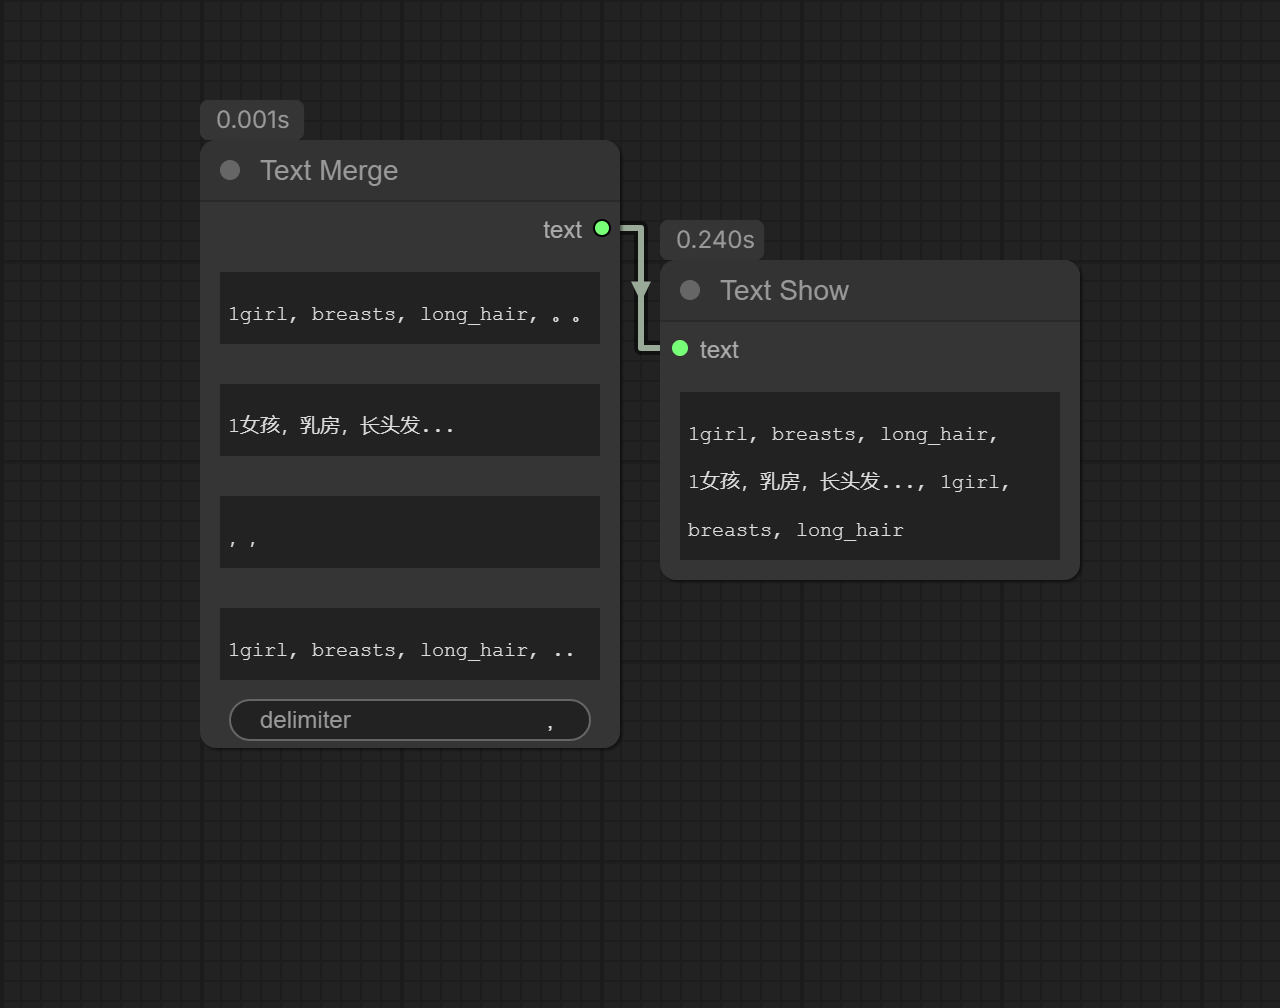 0.001s
Text Merge
text
1girl, breasts, long_hair, 。。
1女孩，乳房，长头发...
, ,
1girl, breasts, long_hair, ..
delimiter ,
0.240s
Text Show
text
1girl, breasts, long_hair,
1女孩，乳房，长头发..., 1girl,
breasts, long_hair